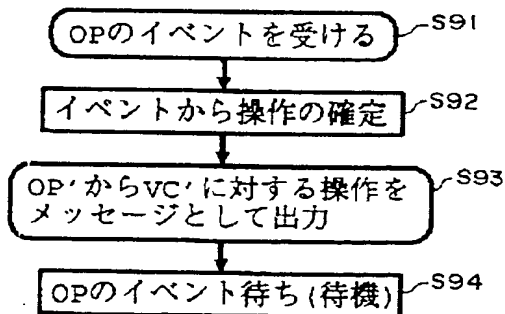 OPのイベントを受ける S91
イベントから操作の確定 S92
OP'からVC'に対する操作を S93
メッセージとして出力
OPのイベント待ち(待機) S94